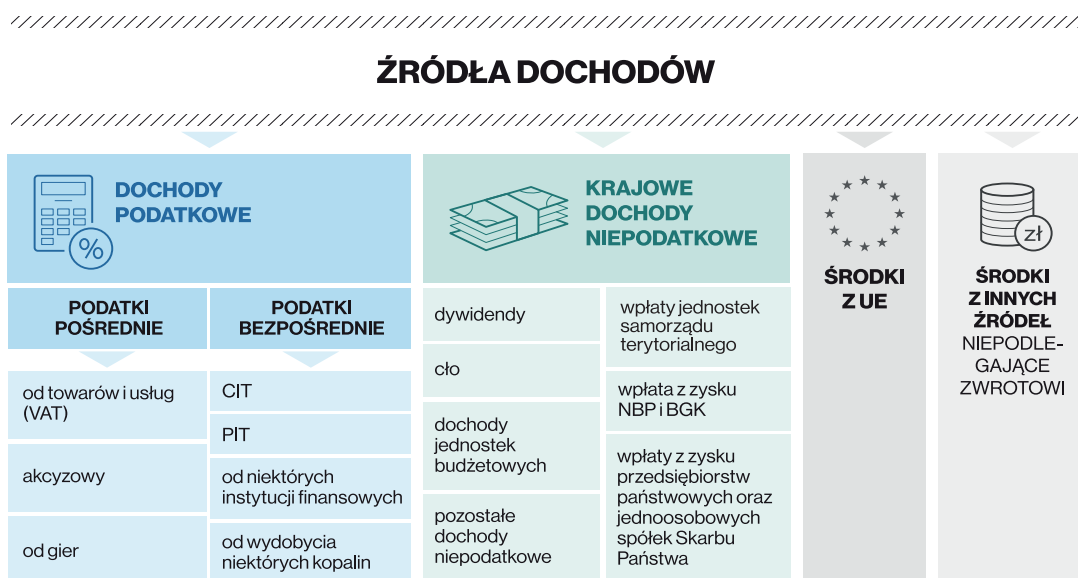 ŹRÓDŁA DOCHODÓW
DOCHODY
PODATKOWE
%
PODATKI
POŚREDNIE
od towarów i usług
(VAT)
akcyzowy
od gier
PODATKI
BEZPOŚREDNIE
CIT
PIT
od niektórych
instytucji finansowych
od wydobycia
niektórych kopalin
KRAJOWE
DOCHODY
NIEPODATKOWE
dywidendy
cło
dochody
jednostek
budżetowych
pozostałe
dochody
niepodatkowe
wpłaty jednostek
samorządu
terytorialnego
wpłata z zysku
NBP i BGK
wpłaty z zysku
przedsiębiorstw
państwowych oraz
jednoosobowych
spółek Skarbu
Państwa
ŚRODKI
Z UE
zł
ŚRODKI
Z INNYCH
ŹRÓDEŁ
NIEPODLE-
GAJĄCE
ZWROTOWI